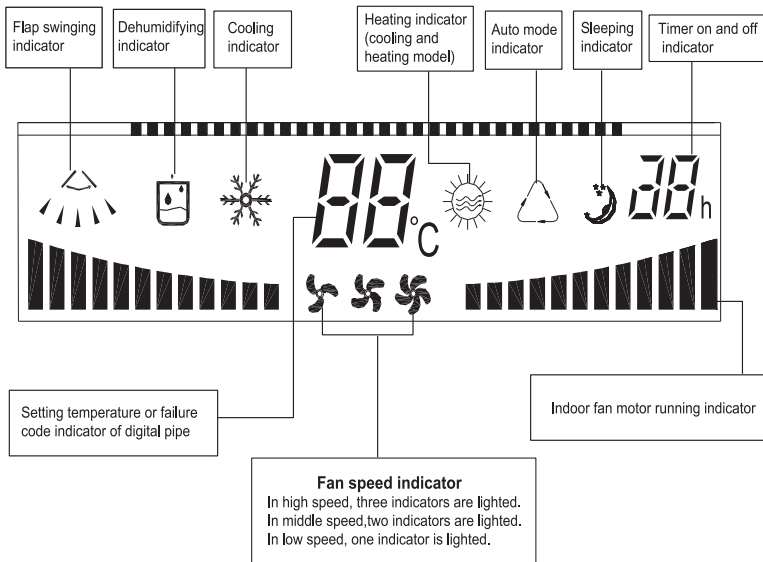 Flap swinging
indicator
Dehumidifying
indicator
Cooling
indicator
Heating indicator
(cooling and
heating model)
Auto mode
indicator
Sleeping
indicator
Timer on and off
indicator
88°C
28h
Setting temperature or failure
code indicator of digital pipe
Indoor fan motor running indicator
Fan speed indicator
In high speed, three indicators are lighted.
In middle speed,two indicators are lighted.
In low speed, one indicator is lighted.